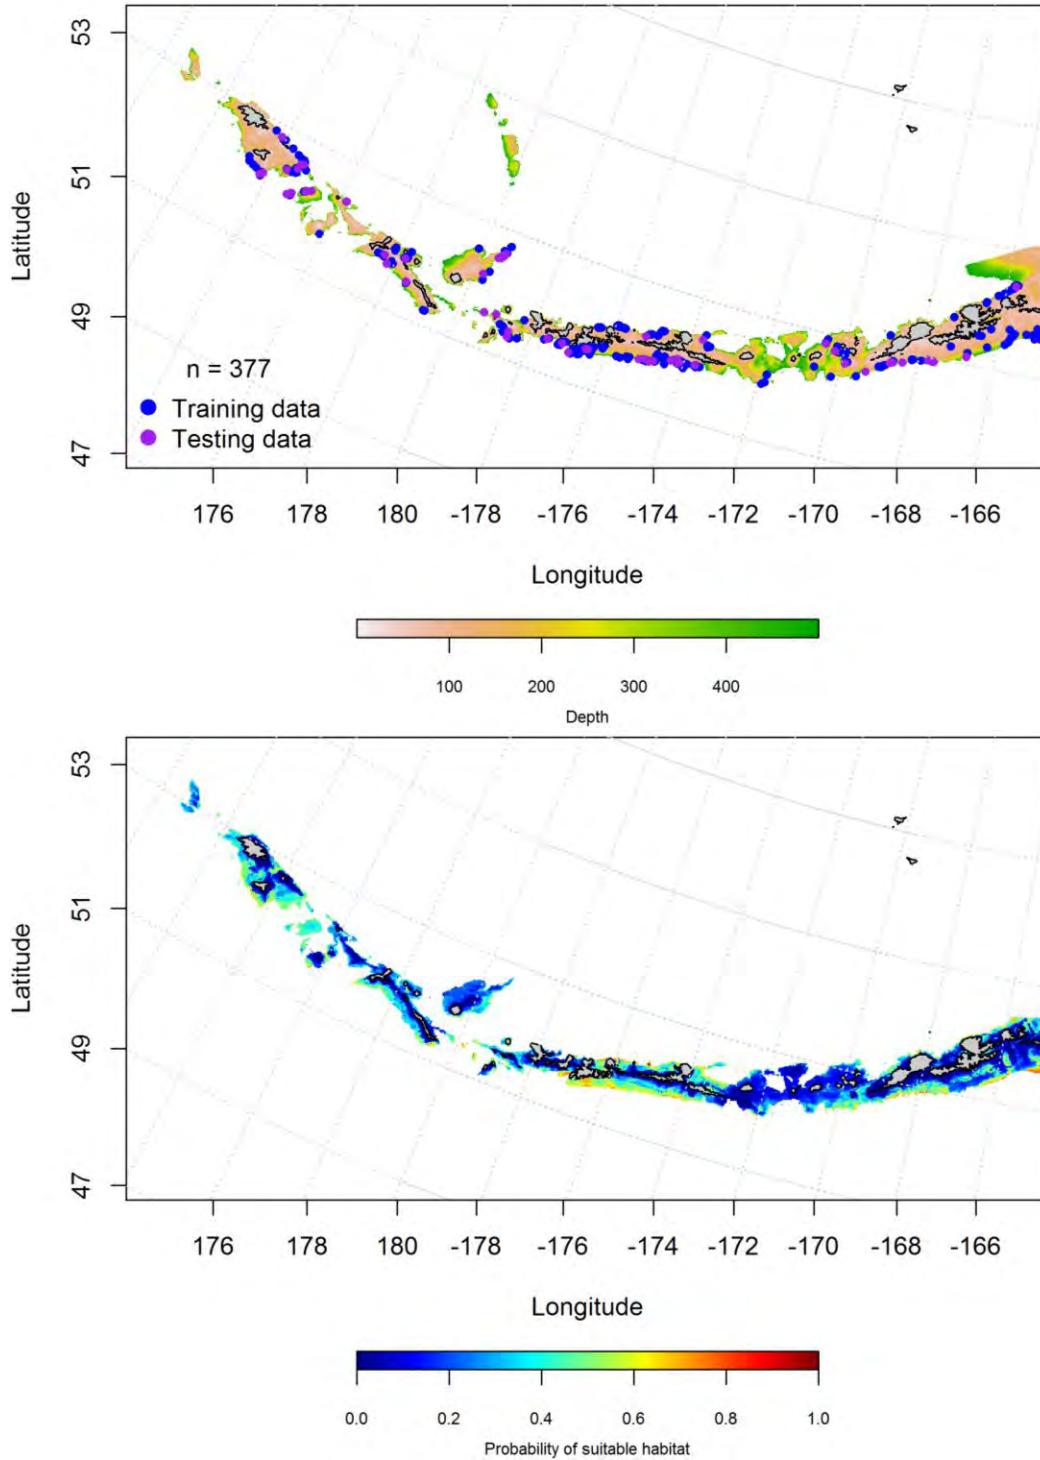 53
51
49
47
Latitude
n = 377
Training data
Testing data
176 178 180 -178 -176 -174 -172 -170 -168 -166
Longitude
100 200 300 400
Depth
53
51
49
47
Latitude
176 178 180 -178 -176 -174 -172 -170 -168 -166
Longitude
0.0 0.2 0.4 0.6 0.8 1.0
Probability of suitable habitat